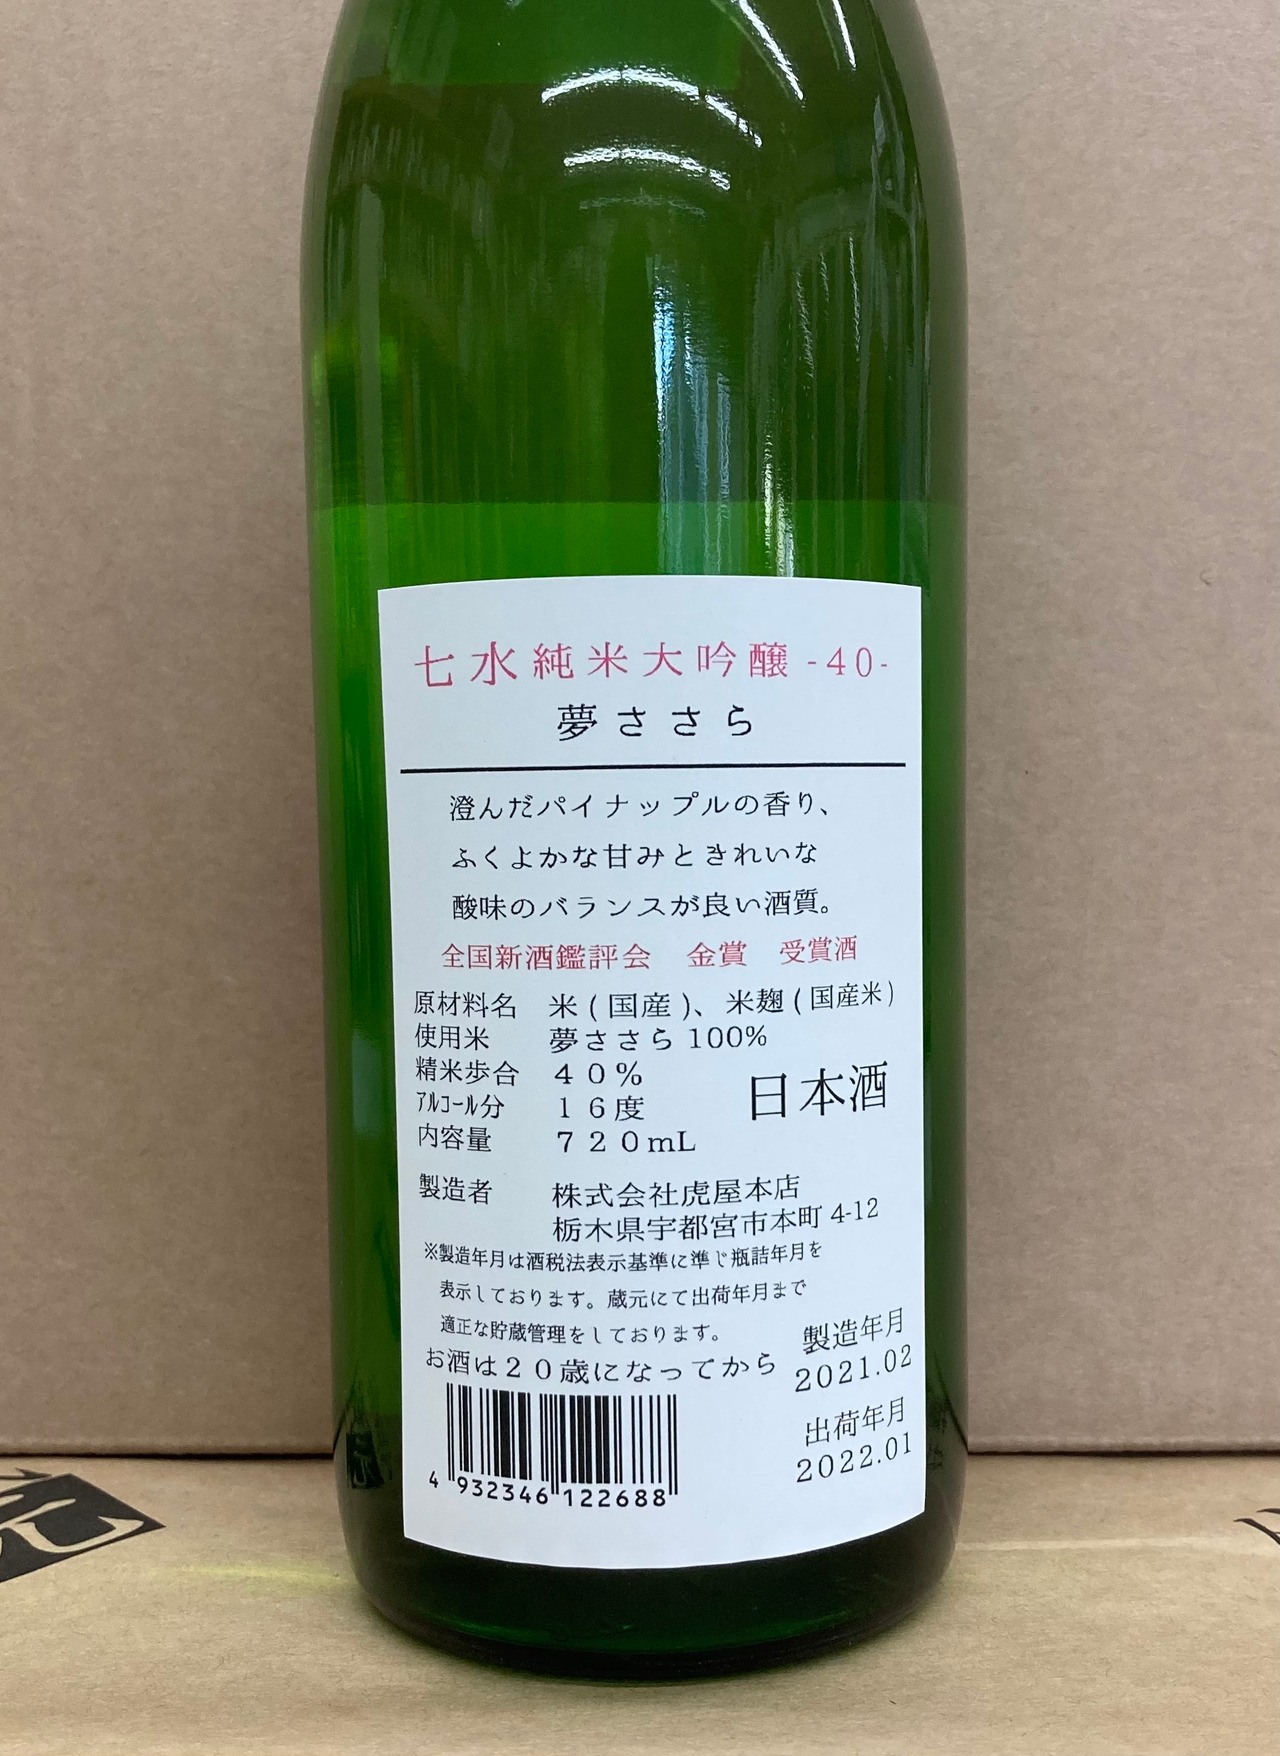 七水純米大吟醸 -40-
夢ささら
澄んだパイナップルの香り、
ふくよかな甘みときれいな
酸味のバランスが良い酒質。
全国新酒鑑評会　金賞　受賞酒
原材料名　米(国産)、米麹(国産米)
使用米　夢ささら 100%
精米歩合　４０％
アルコール分　１６度
内容量　７２０mL
日本酒
製造者　株式会社虎屋本店
栃木県宇都宮市本町 4-12
※製造年月は酒税法表示基準に準じ瓶詰年月を
表示しております。蔵元にて出荷年月まで
適正な貯蔵管理をしております。
お酒は２０歳になってから
製造年月
2021.02
出荷年月
2022.01
4 932346 122688
元